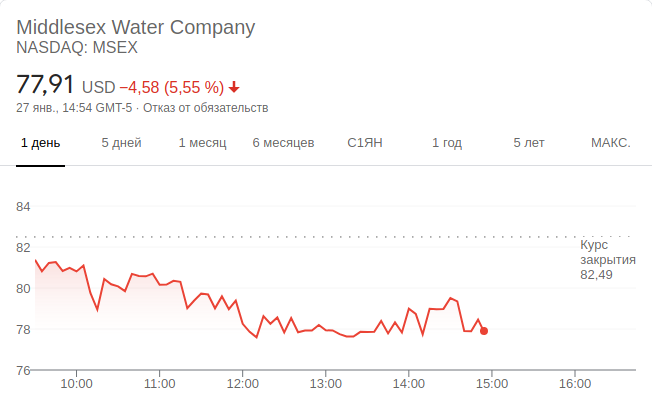 Middlesex Water Company
NASDAQ: MSEX
77,91 USD −4,58 (5,55 %)
27 янв., 14:54 GMT-5 · Отказ от обязательств
1 день 5 дней 1 месяц 6 месяцев С1ЯН 1 год 5 лет МАКС.
84
82
80
78
76
Курс
закрытия
82,49
10:00 11:00 12:00 13:00 14:00 15:00 16:00